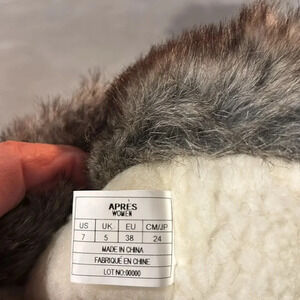 APRES
WOMEN
US UK EU CM/JP
7 5 38 24
MADE IN CHINA
FABRIQUÉ EN CHINE
LOT NO:00000